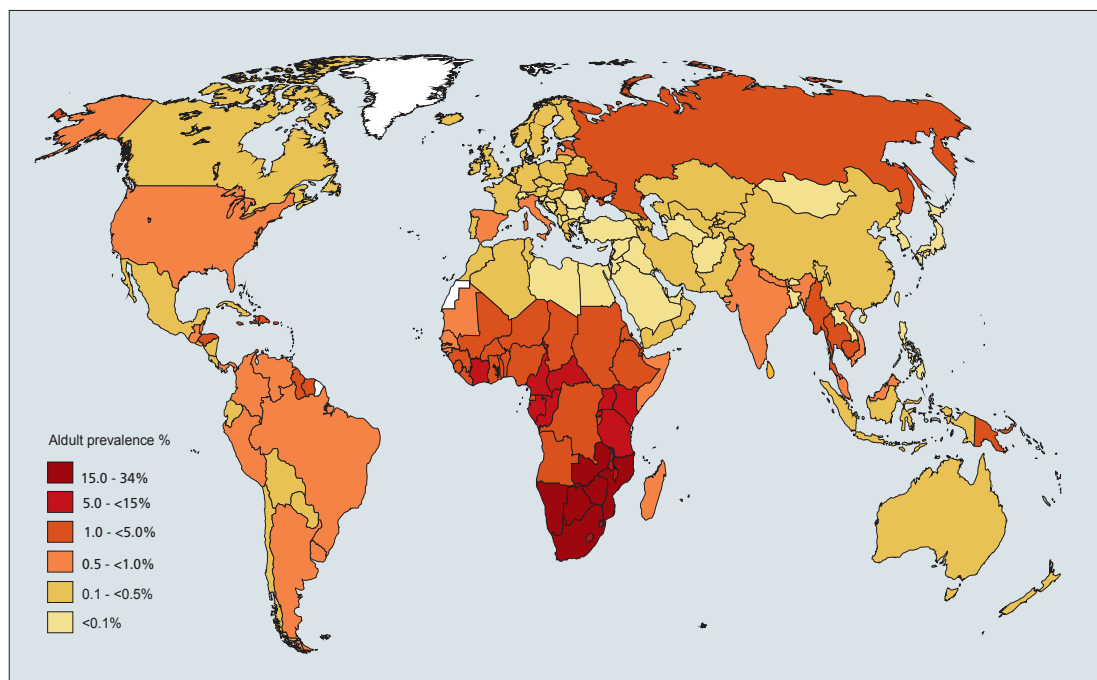 Aldult prevalence %
15.0 - 34%
5.0 - <15%
1.0 - <5.0%
0.5 - <1.0%
0.1 - <0.5%
<0.1%